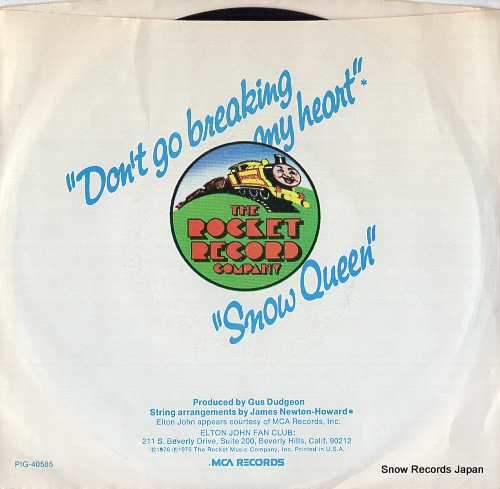 "Don't go breaking
my heart"*
THE
ROCKET
RECORD
COMPANY
"Snow Queen"
Produced by Gus Dudgeon
String arrangements by James Newton-Howard*
Elton John appears courtesy of MCA Records, Inc.
ELTON JOHN FAN CLUB:
211 S. Beverly Drive, Suite 200, Beverly Hills, Calif. 90212
©1976 ℗1976 The Rocket Music Company, Inc. Printed in U.S.A.
PIG-40585
MCA RECORDS
Snow Records Japan